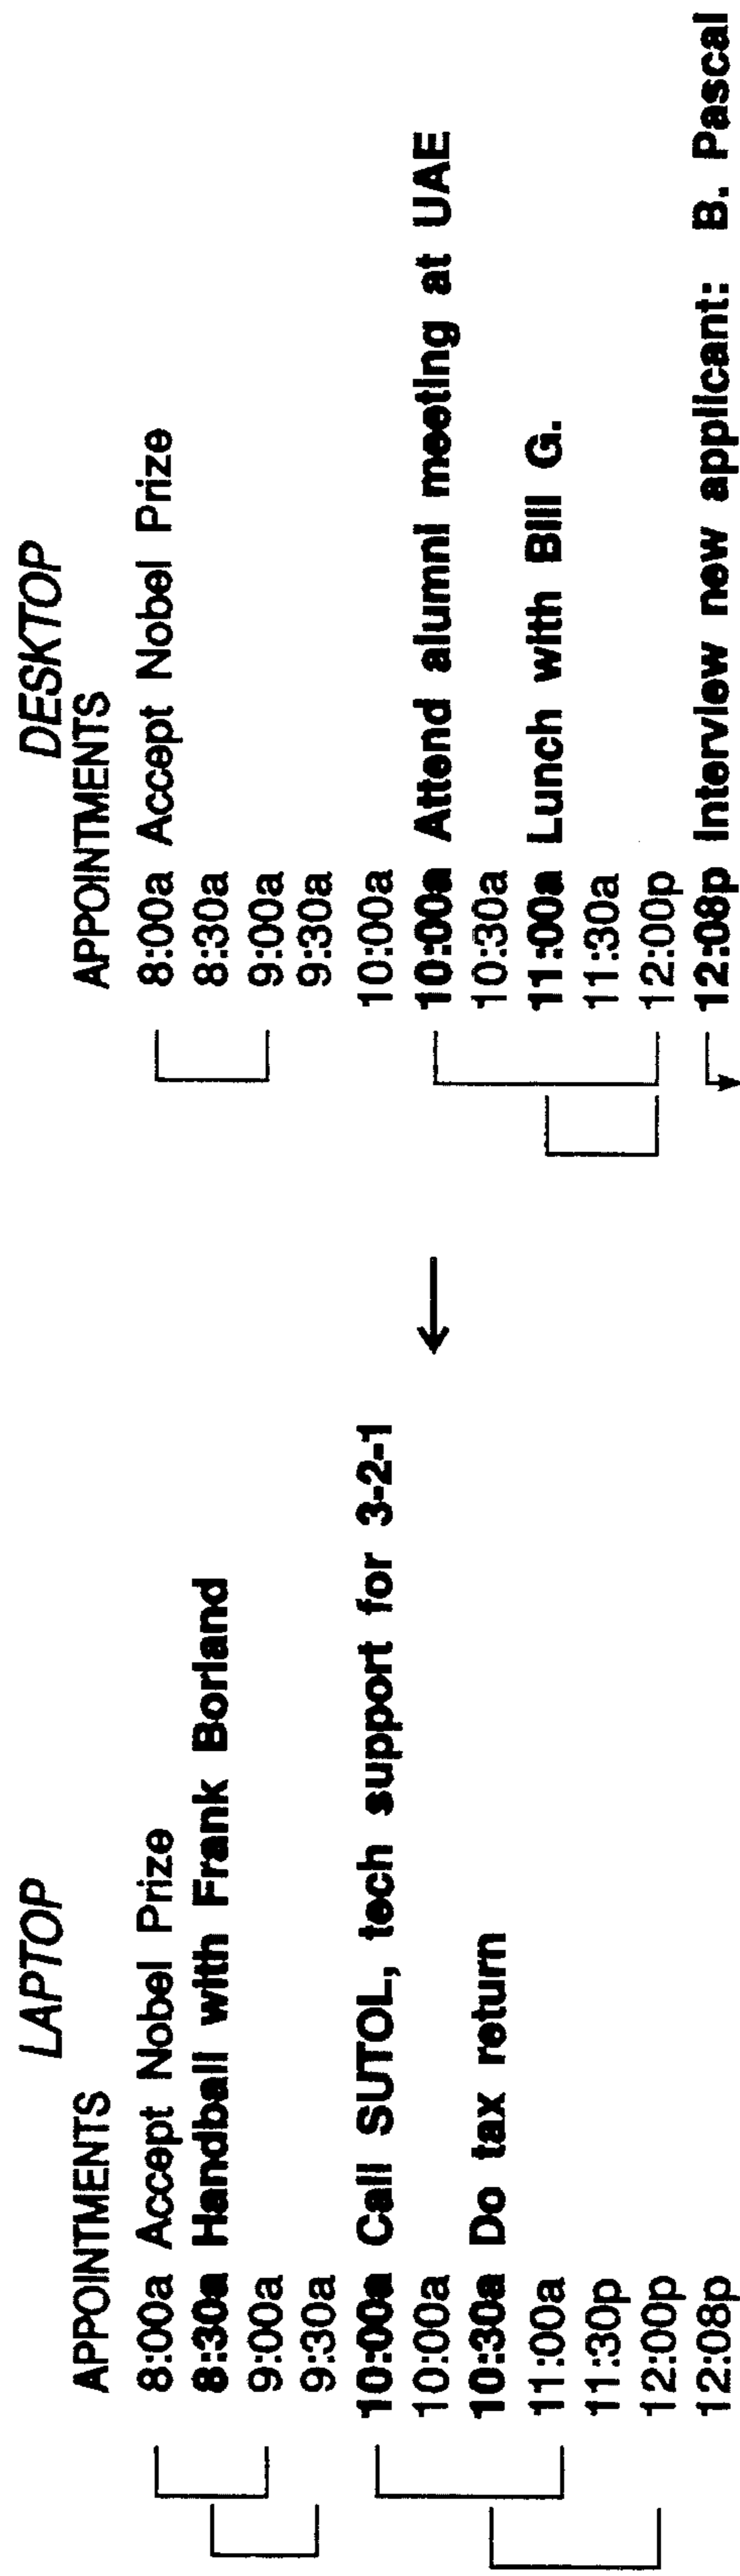 LAPTOP
APPOINTMENTS
8:00a Accept Nobel Prize
8:30a Handball with Frank Borland
9:00a
9:30a
10:00a Call SUTOL, tech support for 3-2-1
10:00a
10:30a Do tax return
11:00a
11:30p
12:00p
12:08p
DESKTOP
APPOINTMENTS
8:00a Accept Nobel Prize
8:30a
9:00a
9:30a
10:00a
10:00a Attend alumni meeting at UAE
10:30a
11:00a Lunch with Bill G.
11:30a
12:00p
12:08p Interview new applicant: B. Pascal